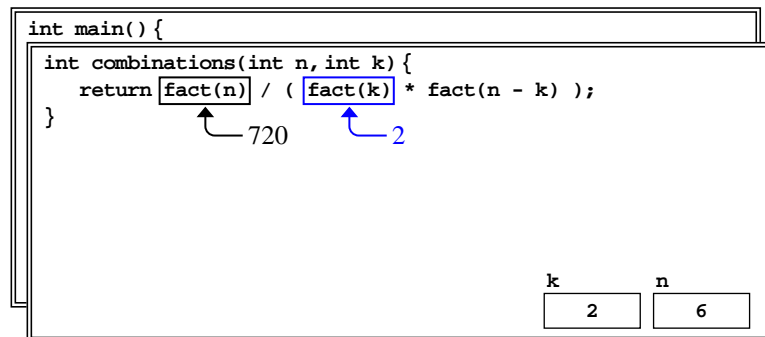 int main(){
int combinations(int n,int k){
return fact(n) / ( fact(k) * fact(n - k) );
}
720
2
k n
2 6